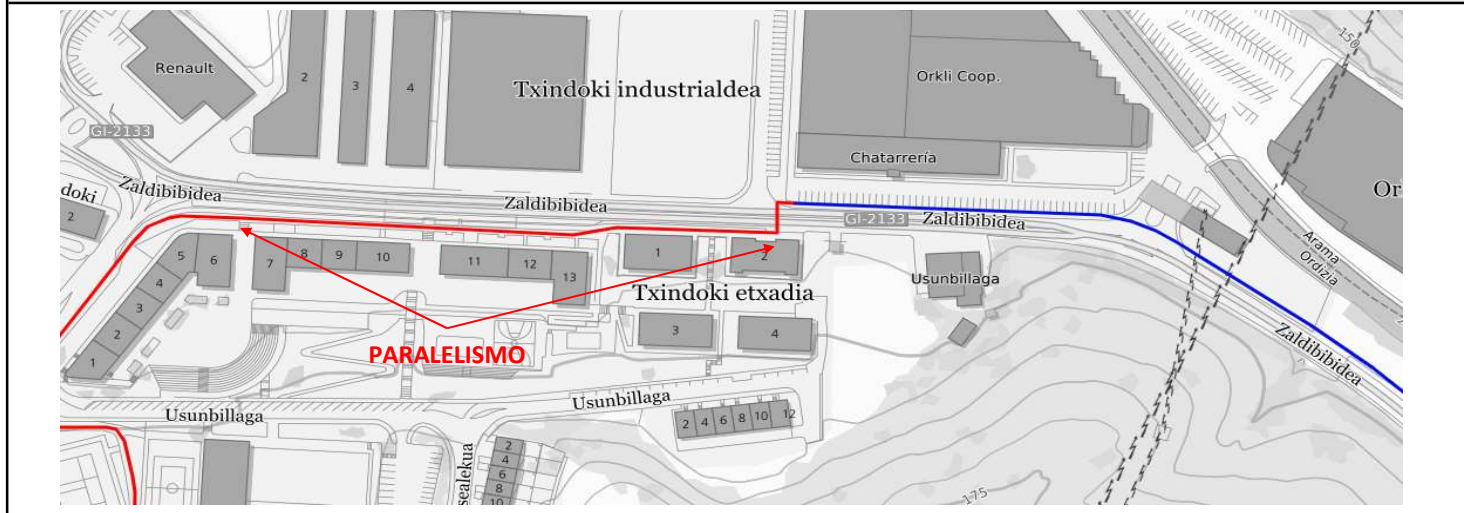 150
Renault
2
3
4
Txindoki industrialdea
Orkli Coop.
GI-2133
Chatarrería
doki
2
Zaldibibidea
Zaldibibidea
GI-2133
Zaldibibidea
Or
Arama
Ordizia
5
6
7
8
9
10
11
12
13
1
2
Usunbillaga
4
3
2
1
Txindoki etxadia
3
4
PARALELISMO
Zaldibibidea
Usunbillaga
Usunbillaga
2 4 6 8 10 12
sealekua
2
4
6
8
10
175